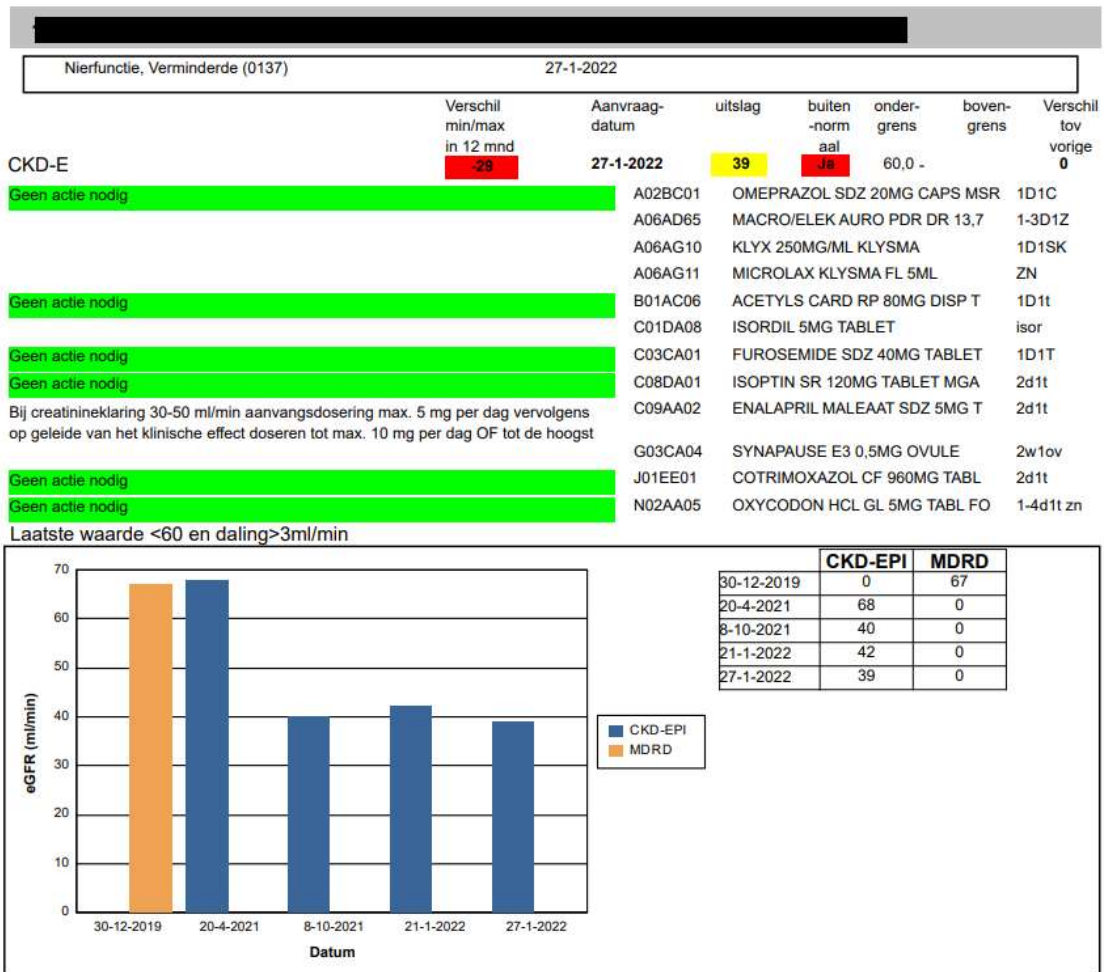 Nierfunctie, Verminderde (0137) 27-1-2022
Verschil Aanvraag- uitslag buiten onder- boven- Verschil
min/max datum -norm grens grens tov
in 12 mnd aal vorige
CKD-E -29 27-1-2022 39 Ja 60,0 - 0
Geen actie nodig A02BC01 OMEPRAZOL SDZ 20MG CAPS MSR 1D1C
A06AD65 MACRO/ELEK AURO PDR DR 13,7 1-3D1Z
A06AG10 KLYX 250MG/ML KLYSMA 1D1SK
A06AG11 MICROLAX KLYSMA FL 5ML ZN
Geen actie nodig B01AC06 ACETYLS CARD RP 80MG DISP T 1D1t
C01DA08 ISORDIL 5MG TABLET isor
Geen actie nodig C03CA01 FUROSEMIDE SDZ 40MG TABLET 1D1T
Geen actie nodig C08DA01 ISOPTIN SR 120MG TABLET MGA 2d1t
Bij creatinineklaring 30-50 ml/min aanvangsdosering max. 5 mg per dag vervolgens C09AA02 ENALAPRIL MALEAAT SDZ 5MG T 2d1t
op geleide van het klinische effect doseren tot max. 10 mg per dag OF tot de hoogst
G03CA04 SYNAPAUSE E3 0,5MG OVULE 2w1ov
Geen actie nodig J01EE01 COTRIMOXAZOL CF 960MG TABL 2d1t
Geen actie nodig N02AA05 OXYCODON HCL GL 5MG TABL FO 1-4d1t zn
Laatste waarde <60 en daling>3ml/min
CKD-EPI MDRD
30-12-2019 0 67
20-4-2021 68 0
8-10-2021 40 0
21-1-2022 42 0
27-1-2022 39 0
70
60
50
40
30
20
10
0
eGFR (ml/min)
30-12-2019 20-4-2021 8-10-2021 21-1-2022 27-1-2022
Datum
CKD-EPI
MDRD